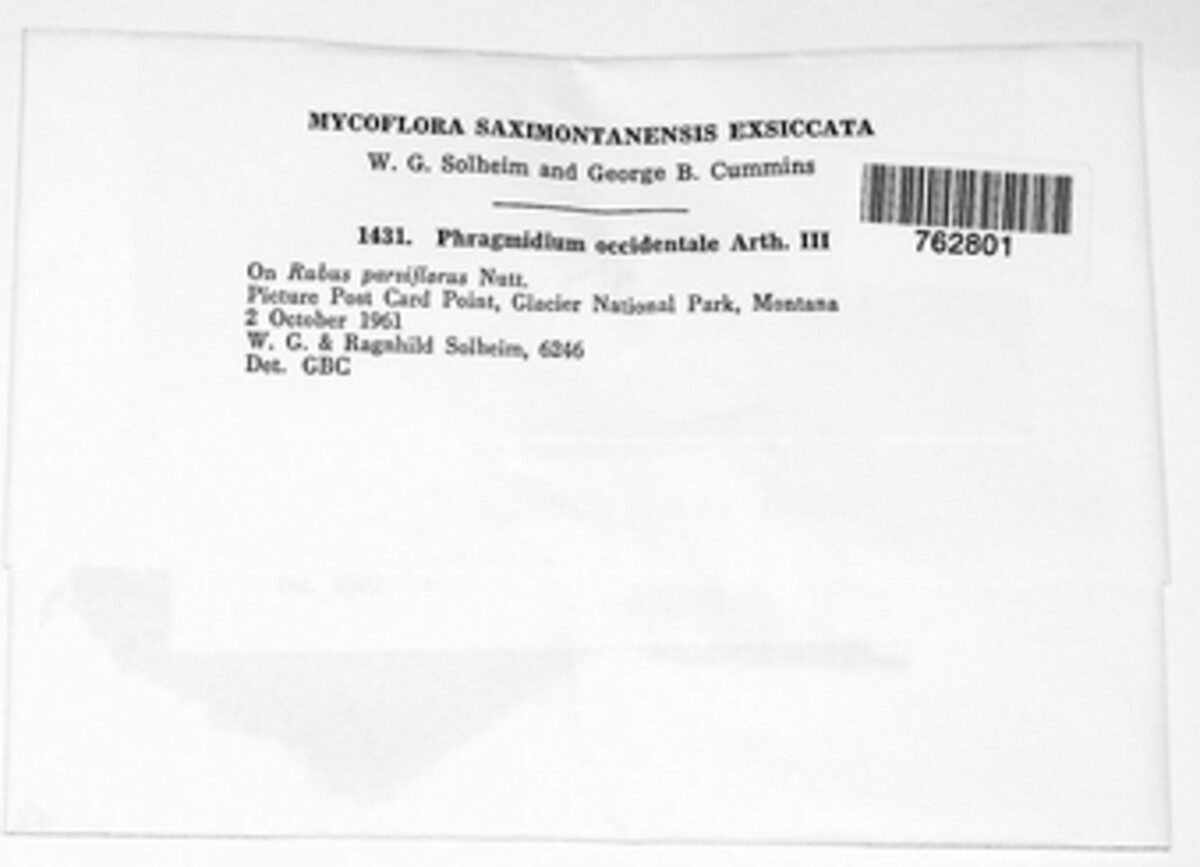 MYCOFLORA SAXIMONTANENSIS EXSICCATA
W. G. Solheim and George B. Cummins
1431. Phragmidium occidentale Arth. III
762801
On Rubus parviflorus Nutt.
Picture Post Card Point, Glacier National Park, Montana
2 October 1961
W. G. & Ragnhild Solheim, 6246
Det. GBC